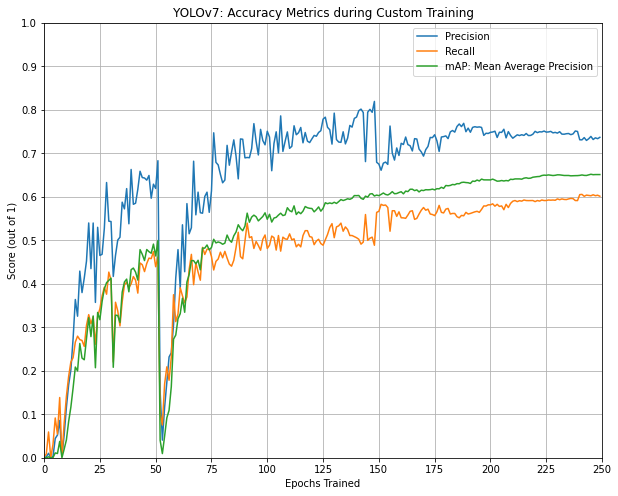 YOLOv7: Accuracy Metrics during Custom Training
Precision
Recall
mAP: Mean Average Precision
Score (out of 1)
1.0
0.9
0.8
0.7
0.6
0.5
0.4
0.3
0.2
0.1
0.0
0 25 50 75 100 125 150 175 200 225 250
Epochs Trained